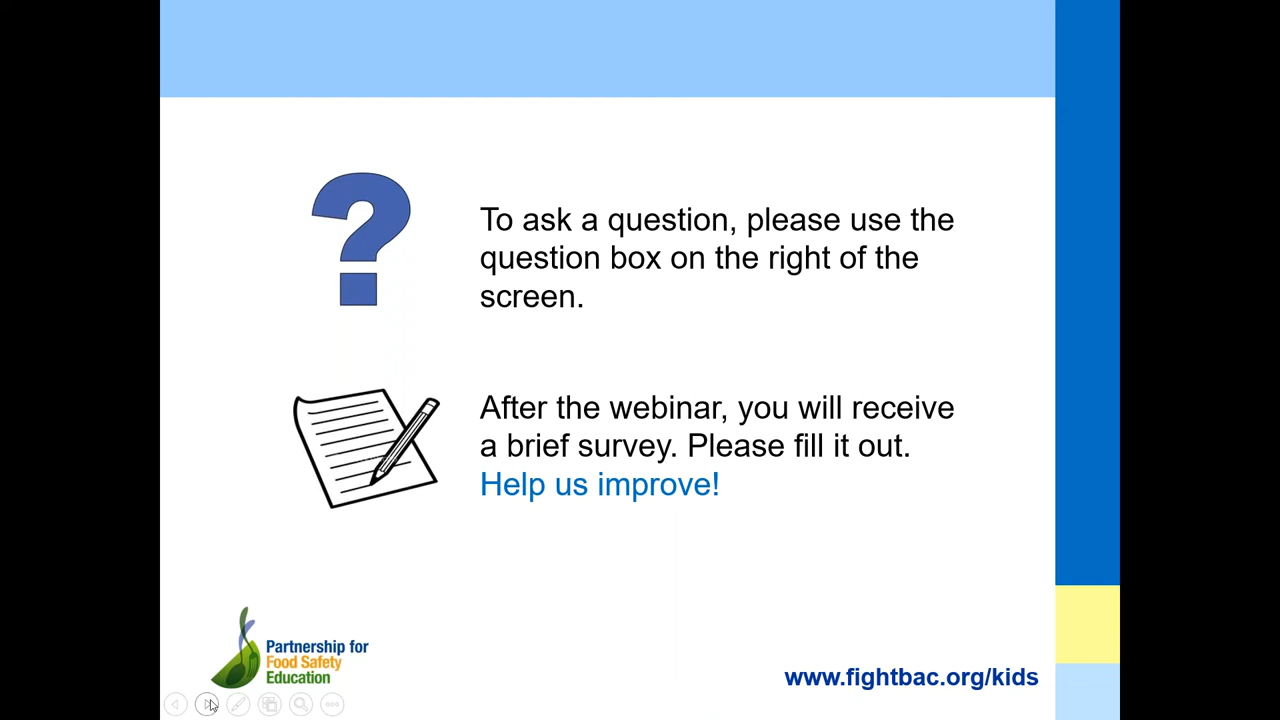 ?
To ask a question, please use the
question box on the right of the
screen.
After the webinar, you will receive
a brief survey. Please fill it out.
Help us improve!
Partnership for
Food Safety
Education
www.fightbac.org/kids